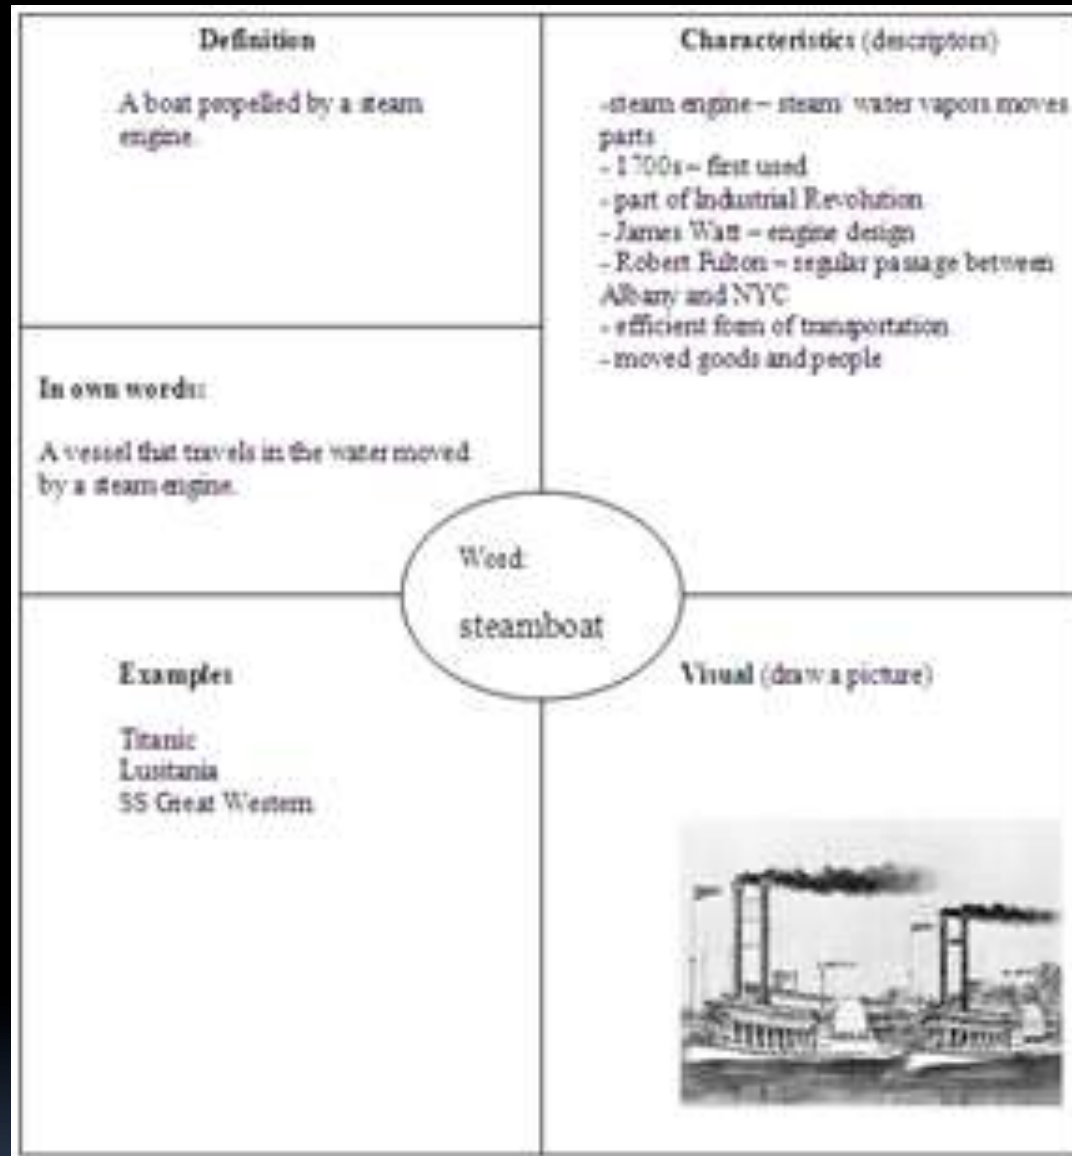 Definition
A boat propelled by a steam
engine.
In own words:
A vessel that travels in the water moved
by a steam engine.
Characteristics (descriptors)
-steam engine – steam/ water vapors moves
parts
- 1700s – first used
- part of Industrial Revolution
- James Watt – engine design
- Robert Fulton – regular passage between
Albany and NYC
- efficient form of transportation
- moved goods and people
Word:
steamboat
Examples
Titanic
Lusitania
SS Great Western
Visual (draw a picture)